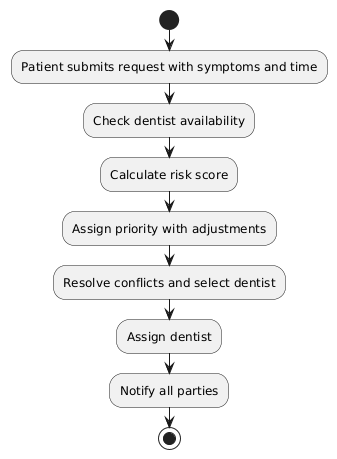 Patient submits request with symptoms and time
Check dentist availability
Calculate risk score
Assign priority with adjustments
Resolve conflicts and select dentist
Assign dentist
Notify all parties